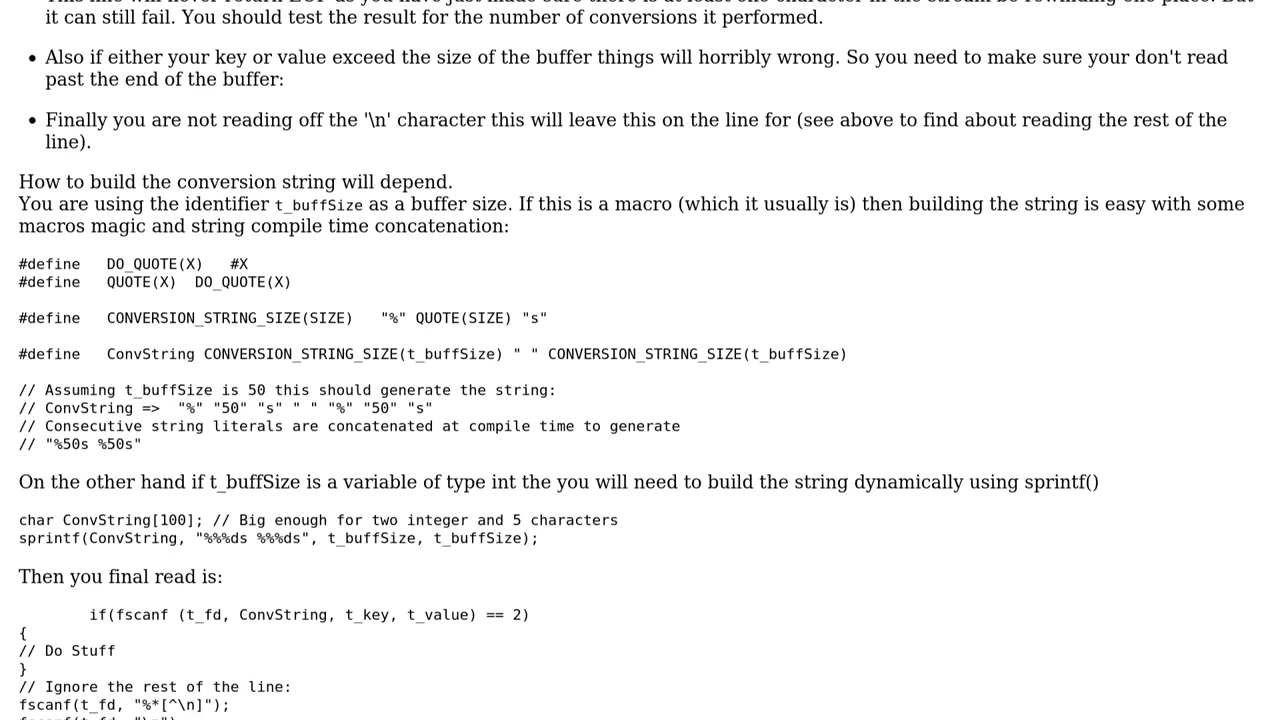 it can still fail. You should test the result for the number of conversions it performed.
• Also if either your key or value exceed the size of the buffer things will horribly wrong. So you need to make sure your don't read
past the end of the buffer:
• Finally you are not reading off the '\n' character this will leave this on the line for (see above to find about reading the rest of the
line).
How to build the conversion string will depend.
You are using the identifier t_buffSize as a buffer size. If this is a macro (which it usually is) then building the string is easy with some
macros magic and string compile time concatenation:
#define   DO_QUOTE(X)   #X
#define   QUOTE(X)  DO_QUOTE(X)
#define   CONVERSION_STRING_SIZE(SIZE)   "%" QUOTE(SIZE) "s"
#define   ConvString CONVERSION_STRING_SIZE(t_buffSize) " " CONVERSION_STRING_SIZE(t_buffSize)
// Assuming t_buffSize is 50 this should generate the string:
// ConvString =>  "%" "50" "s" " " "%" "50" "s"
// Consecutive string literals are concatenated at compile time to generate
// "%50s %50s"
On the other hand if t_buffSize is a variable of type int the you will need to build the string dynamically using sprintf()
char ConvString[100]; // Big enough for two integer and 5 characters
sprintf(ConvString, "%%%ds %%%ds", t_buffSize, t_buffSize);
Then you final read is:
        if(fscanf (t_fd, ConvString, t_key, t_value) == 2)
{
// Do Stuff
}
// Ignore the rest of the line:
fscanf(t_fd, "%*[^\n]");